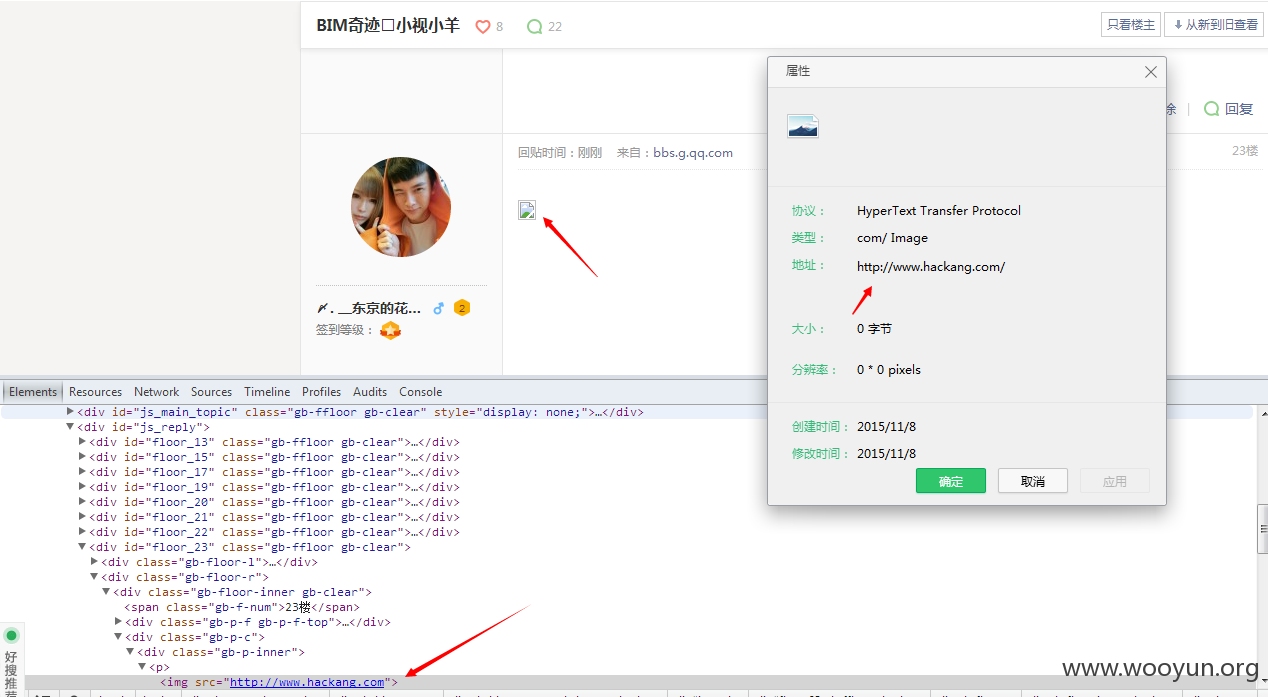 BIM奇迹□小视小羊 8 22 只看楼主 从新到旧查看
属性
除 | 回复
回贴时间：刚刚 来自：bbs.g.qq.com 23楼
协议： HyperText Transfer Protocol
类型： com/ Image
地址： http://www.hackang.com/
大小： 0 字节
分辨率： 0 * 0 pixels
创建时间： 2015/11/8
修改时间： 2015/11/8
确定 取消 应用
〆. __东京的花... 2
签到等级：
Elements Resources Network Sources Timeline Profiles Audits Console
▶<div id="js_main_topic" class="gb-ffloor gb-clear" style="display: none;">…</div>
▼<div id="js_reply">
▶<div id="floor_13" class="gb-ffloor gb-clear">…</div>
▶<div id="floor_15" class="gb-ffloor gb-clear">…</div>
▶<div id="floor_17" class="gb-ffloor gb-clear">…</div>
▶<div id="floor_19" class="gb-ffloor gb-clear">…</div>
▶<div id="floor_20" class="gb-ffloor gb-clear">…</div>
▶<div id="floor_21" class="gb-ffloor gb-clear">…</div>
▶<div id="floor_22" class="gb-ffloor gb-clear">…</div>
▼<div id="floor_23" class="gb-ffloor gb-clear">
▶<div class="gb-floor-l">…</div>
▼<div class="gb-floor-r">
▼<div class="gb-floor-inner gb-clear">
<span class="gb-f-num">23楼</span>
▶<div class="gb-p-f gb-p-f-top">…</div>
▼<div class="gb-p-c">
▼<div class="gb-p-inner">
▼<p>
<img src="http://www.hackang.com">
好搜推荐
www.wooyun.org